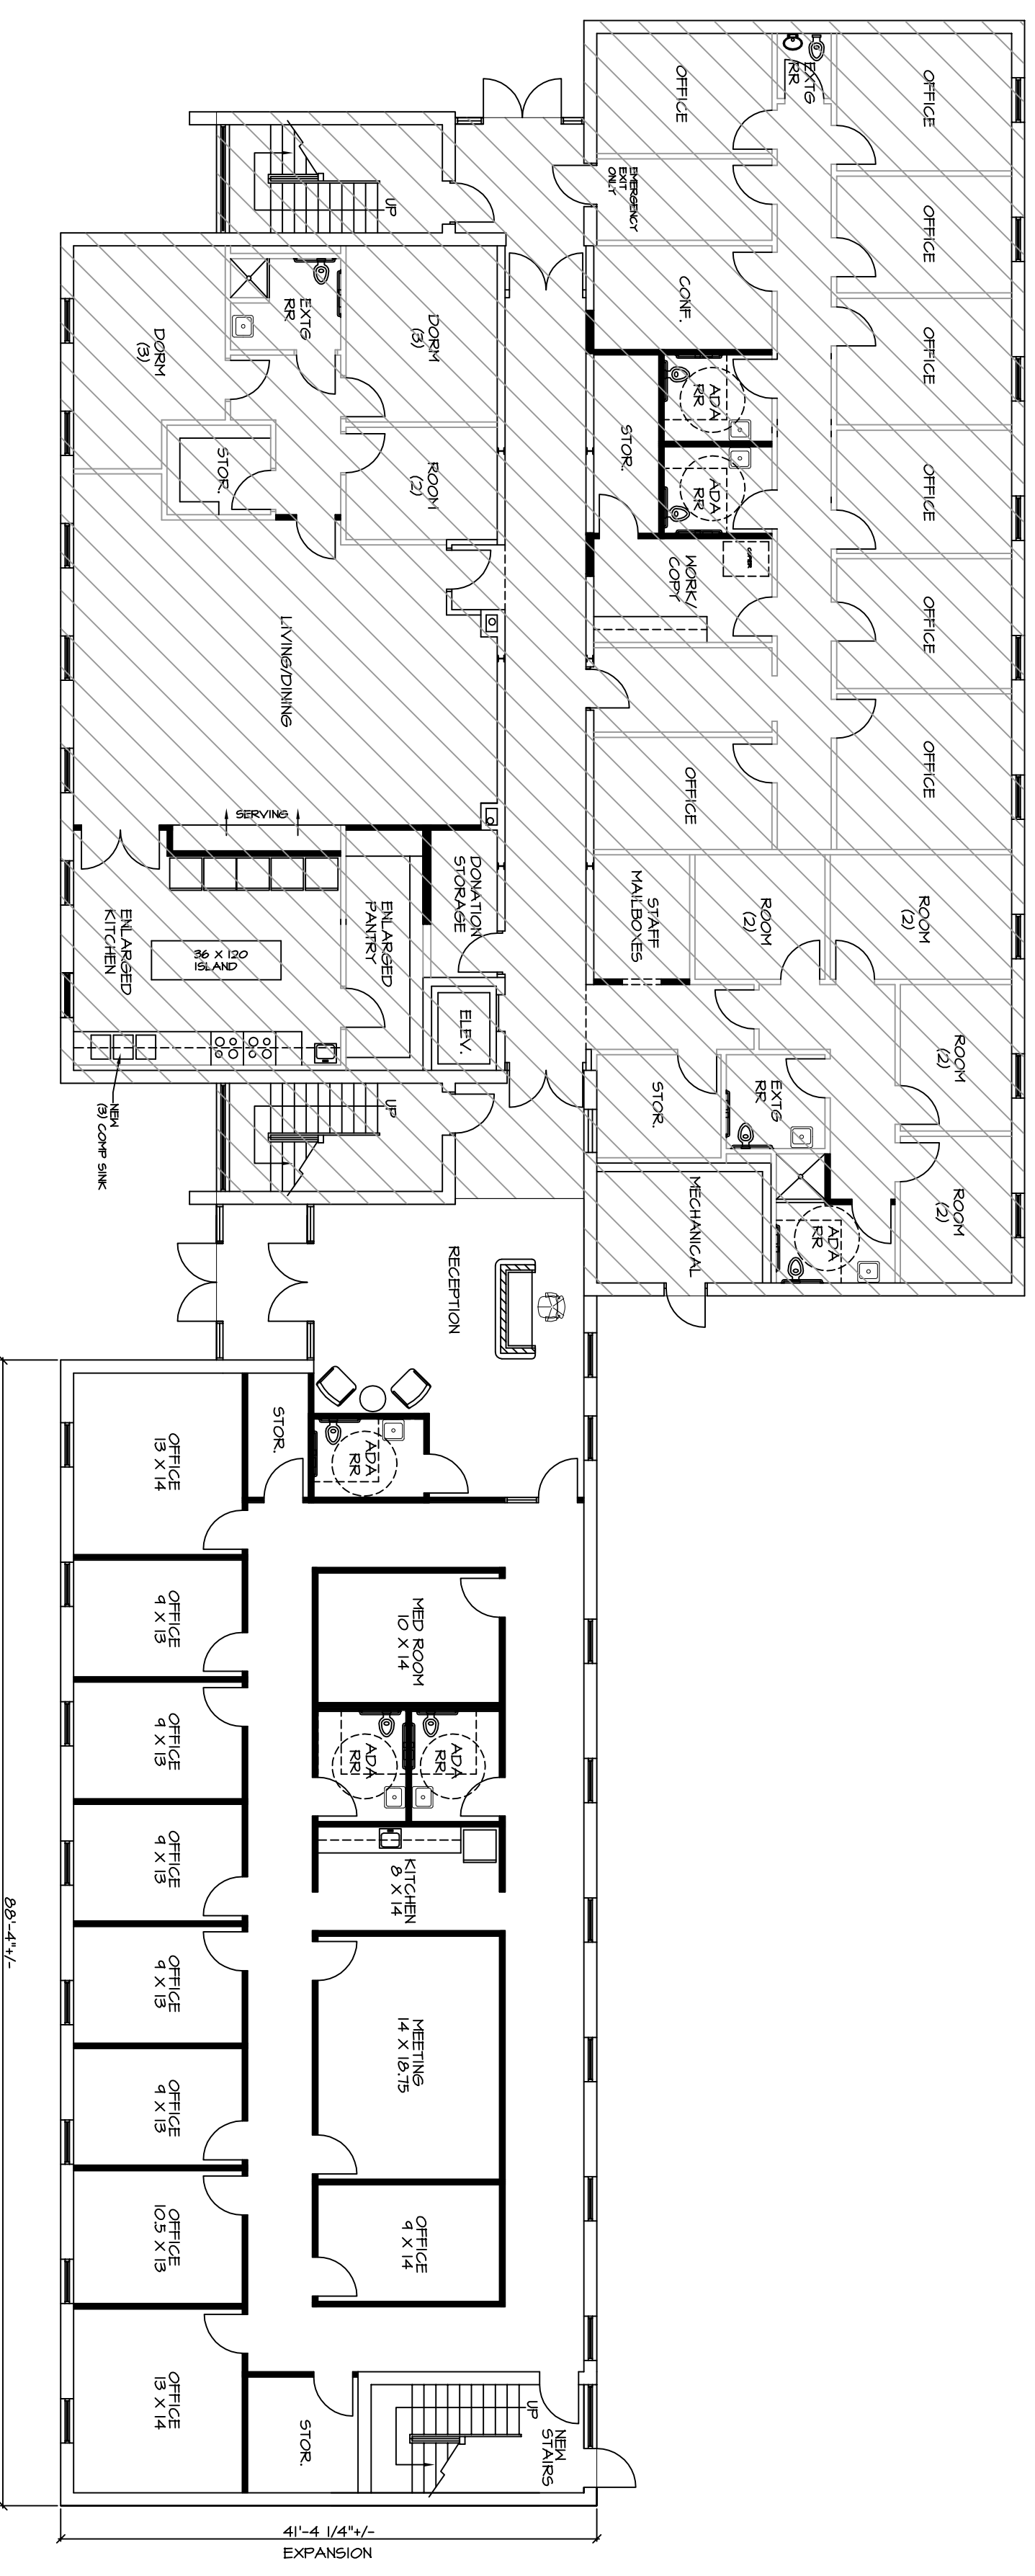 OFFICE
EXTG
RR
OFFICE
EMERGENCY
EXIT
ONLY
UP
OFFICE
CONF.
EXTG
RR
DORM
(3)
DORM
(3)
OFFICE
ADA
RR
STOR.
ROOM
(2)
STOR.
OFFICE
ADA
RR
COPIER
WORK/
COPY
OFFICE
LIVING/DINING
OFFICE
OFFICE
SERVING
DONATION
STORAGE
STAFF
MAILBOXES
ROOM
(2)
ROOM
(2)
ENLARGED
PANTRY
ENLARGED
KITCHEN
36 X 120
ISLAND
ELEV.
ROOM
(2)
STOR.
EXTG
RR
UP
NEW
(3) COMP SINK
MECHANICAL
ADA
RR
ROOM
(2)
RECEPTION
STOR.
ADA
RR
OFFICE
13 X 14
MED ROOM
10 X 14
OFFICE
9 X 13
ADA
RR
ADA
RR
OFFICE
9 X 13
KITCHEN
8 X 14
OFFICE
9 X 13
88'-4"+/-
OFFICE
9 X 13
MEETING
14 X 18.75
OFFICE
9 X 13
OFFICE
9 X 14
OFFICE
10.5 X 13
OFFICE
13 X 14
STOR.
UP
NEW
STAIRS
41'-4 1/4"+/-
EXPANSION